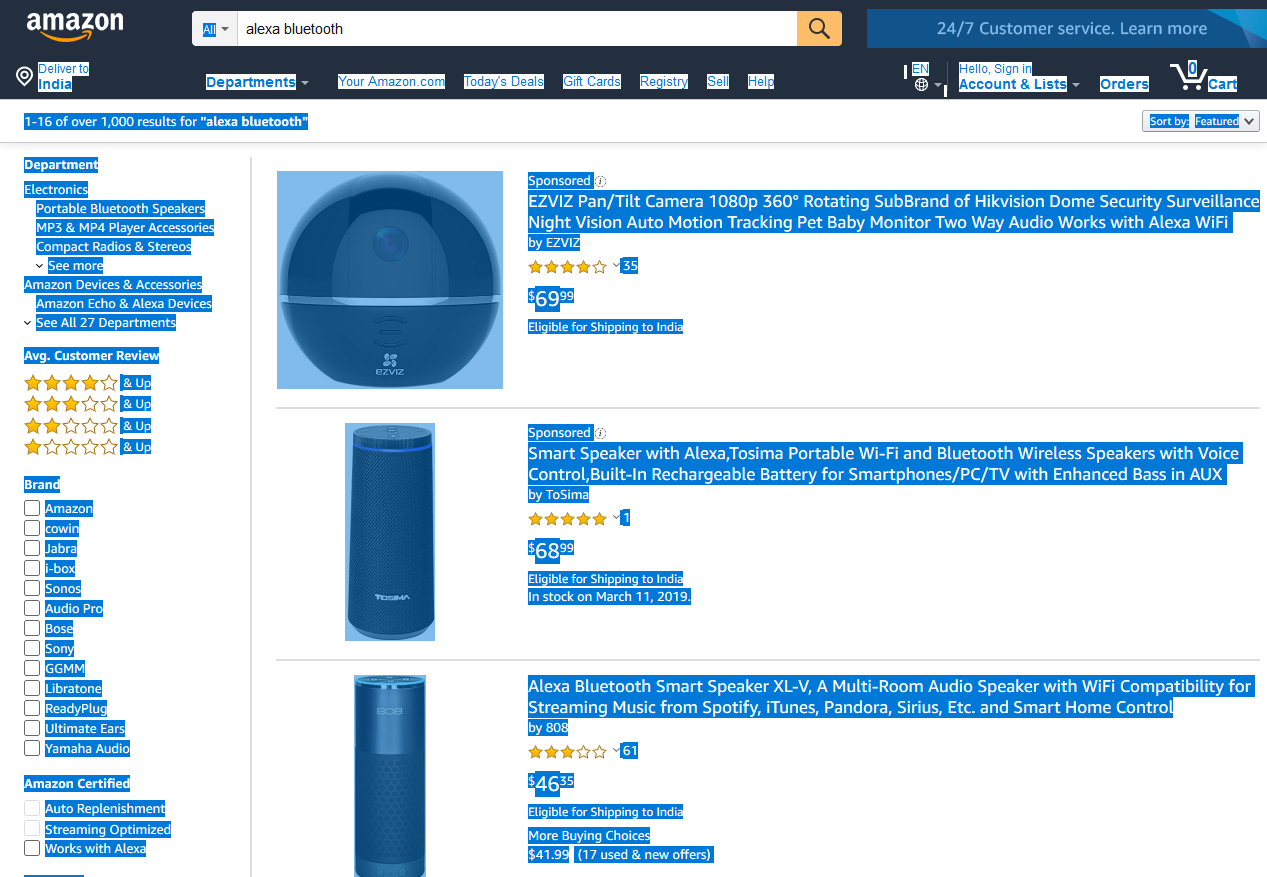 amazon
All
alexa bluetooth
24/7 Customer service. Learn more
Deliver to
India
Departments
Your Amazon.com
Today's Deals
Gift Cards
Registry
Sell
Help
EN
Hello, Sign in
Account & Lists
Orders
0
Cart
1-16 of over 1,000 results for "alexa bluetooth"
Sort by: Featured
Department
Electronics
Portable Bluetooth Speakers
MP3 & MP4 Player Accessories
Compact Radios & Stereos
See more
Amazon Devices & Accessories
Amazon Echo & Alexa Devices
See All 27 Departments
Avg. Customer Review
& Up
& Up
& Up
& Up
Brand
Amazon
cowin
Jabra
i-box
Sonos
Audio Pro
Bose
Sony
GGMM
Libratone
ReadyPlug
Ultimate Ears
Yamaha Audio
Amazon Certified
Auto Replenishment
Streaming Optimized
Works with Alexa
ezviz
Sponsored
EZVIZ Pan/Tilt Camera 1080p 360° Rotating SubBrand of Hikvision Dome Security Surveillance
Night Vision Auto Motion Tracking Pet Baby Monitor Two Way Audio Works with Alexa WiFi
by EZVIZ
35
$69 99
Eligible for Shipping to India
TOSIMA
Sponsored
Smart Speaker with Alexa,Tosima Portable Wi-Fi and Bluetooth Wireless Speakers with Voice
Control,Built-In Rechargeable Battery for Smartphones/PC/TV with Enhanced Bass in AUX
by ToSima
1
$68 99
Eligible for Shipping to India
In stock on March 11, 2019.
808
Alexa Bluetooth Smart Speaker XL-V, A Multi-Room Audio Speaker with WiFi Compatibility for
Streaming Music from Spotify, iTunes, Pandora, Sirius, Etc. and Smart Home Control
by 808
61
$46 35
Eligible for Shipping to India
More Buying Choices
$41.99 (17 used & new offers)